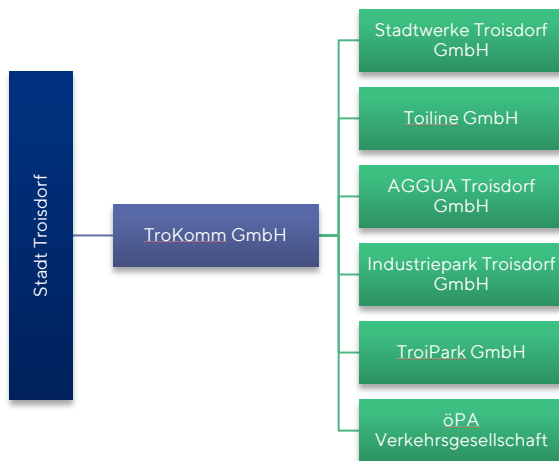 Stadt Troisdorf
TroKomm GmbH
Stadtwerke Troisdorf
GmbH
Toiline GmbH
AGGUA Troisdorf
GmbH
Industriepark Troisdorf
GmbH
TroiPark GmbH
öPA
Verkehrsgesellschaft